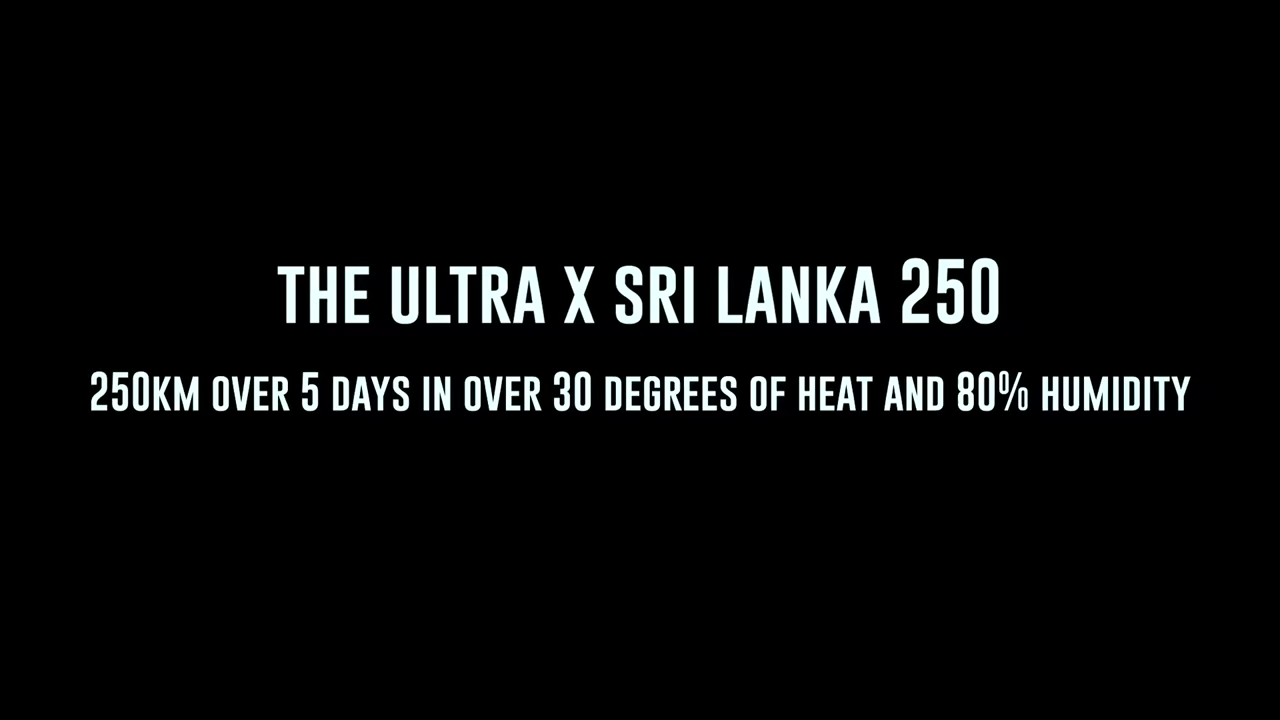 THE ULTRA X SRI LANKA 250
250KM OVER 5 DAYS IN OVER 30 DEGREES OF HEAT AND 80% HUMIDITY